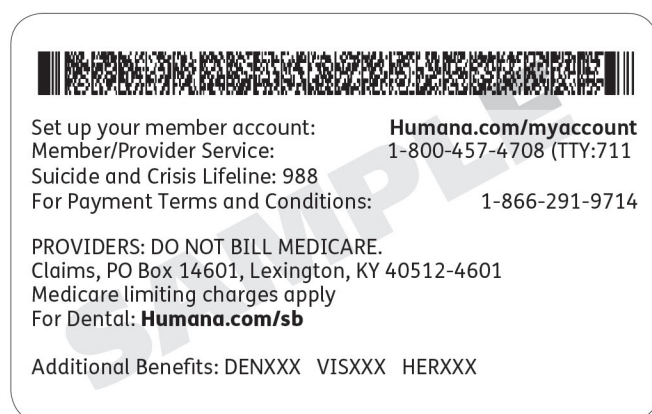 Set up your member account: Humana.com/myaccount
Member/Provider Service: 1-800-457-4708 (TTY:711
Suicide and Crisis Lifeline: 988
For Payment Terms and Conditions: 1-866-291-9714
PROVIDERS: DO NOT BILL MEDICARE.
Claims, PO Box 14601, Lexington, KY 40512-4601
Medicare limiting charges apply
For Dental: Humana.com/sb
Additional Benefits: DENXXX VISXXX HERXXX
SAMPLE